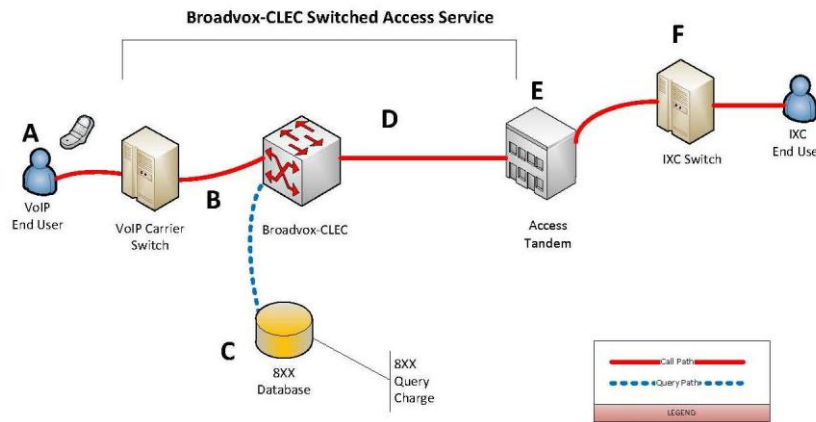 Broadvox-CLEC Switched Access Service
F
E
D
A
B
C
VoIP
End User
VoIP Carrier
Switch
Broadvox-CLEC
Access
Tandem
IXC Switch
IXC
End User
8XX
Database
8XX
Query
Charge
Call Path
Query Path
LEGEND